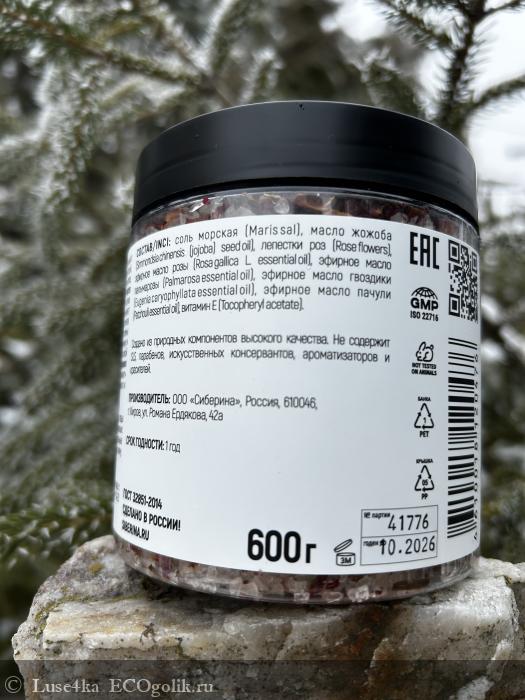 СОСТАВ/INCI: соль морская (Maris sal), масло жожоба
(Simmondsia chinensis (jojoba) seed oil), лепестки роз (Rose flowers),
эфирное масло розы (Rosa gallica L. essential oil), эфирное масло
пальмарозы (Palmarosa essential oil), эфирное масло гвоздики
(Eugenia caryophyllata essential oil), эфирное масло пачули
(Patchouli essential oil), витамин Е (Tocopheryl acetate).
Создано из природных компонентов высокого качества. Не содержит
парабенов, искусственных консервантов, ароматизаторов и
красителей.
ПРОИЗВОДИТЕЛЬ: ООО «Сиберина», Россия, 610046,
г. Киров, ул. Романа Ердякова, 42а
СРОК ГОДНОСТИ: 1 год
ГОСТ 32851-2014
СДЕЛАНО В РОССИИ!
SIBERINA.RU
600 г
3M
EAC
GMP
ISO 22716
NOT TESTED
ON ANIMALS
БАНКА
1
PET
КРЫШКА
05
PP
№ партии
41776
годен
10.2026
Luse4ka ECOgolik.ru